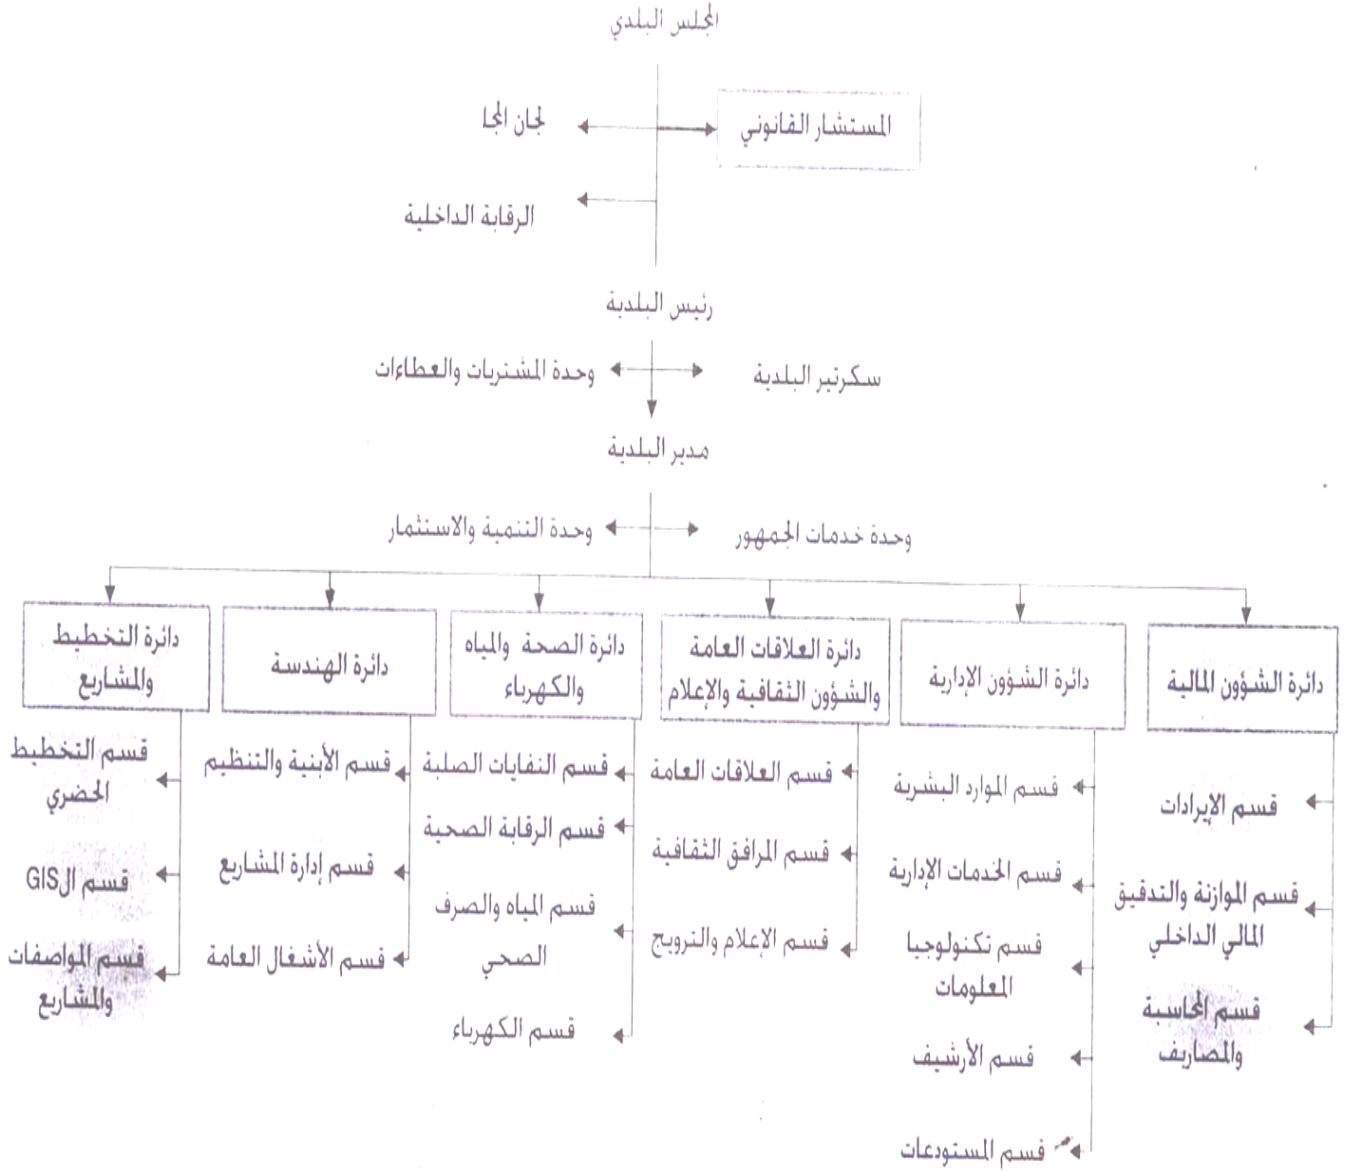 المجلس البلدي
المستشار القانوني
لجان المجا
الرقابة الداخلية
رئيس البلدية
سكرتير البلدية
وحدة المشتريات والعطاءات
مدير البلدية
وحدة خدمات الجمهور
وحدة التنمية والاستثمار
دائرة الشؤون المالية
قسم الإيرادات
قسم الموازنة والتدقيق
المالي الداخلي
قسم المحاسبة
والمصاريف
دائرة الشؤون الإدارية
قسم الموارد البشرية
قسم الخدمات الإدارية
قسم تكنولوجيا
المعلومات
قسم الأرشيف
قسم المستودعات
دائرة العلاقات العامة
والشؤون الثقافية والإعلام
قسم العلاقات العامة
قسم المرافق الثقافية
قسم الإعلام والترويج
دائرة الصحة والمياه
والكهرباء
قسم النفايات الصلبة
قسم الرقابة الصحية
قسم المياه والصرف
الصحي
قسم الكهرباء
دائرة الهندسة
قسم الأبنية والتنظيم
قسم إدارة المشاريع
قسم الأشغال العامة
دائرة التخطيط
والمشاريع
قسم التخطيط
الحضري
قسم الGIS
قسم المواصفات
والمشاريع